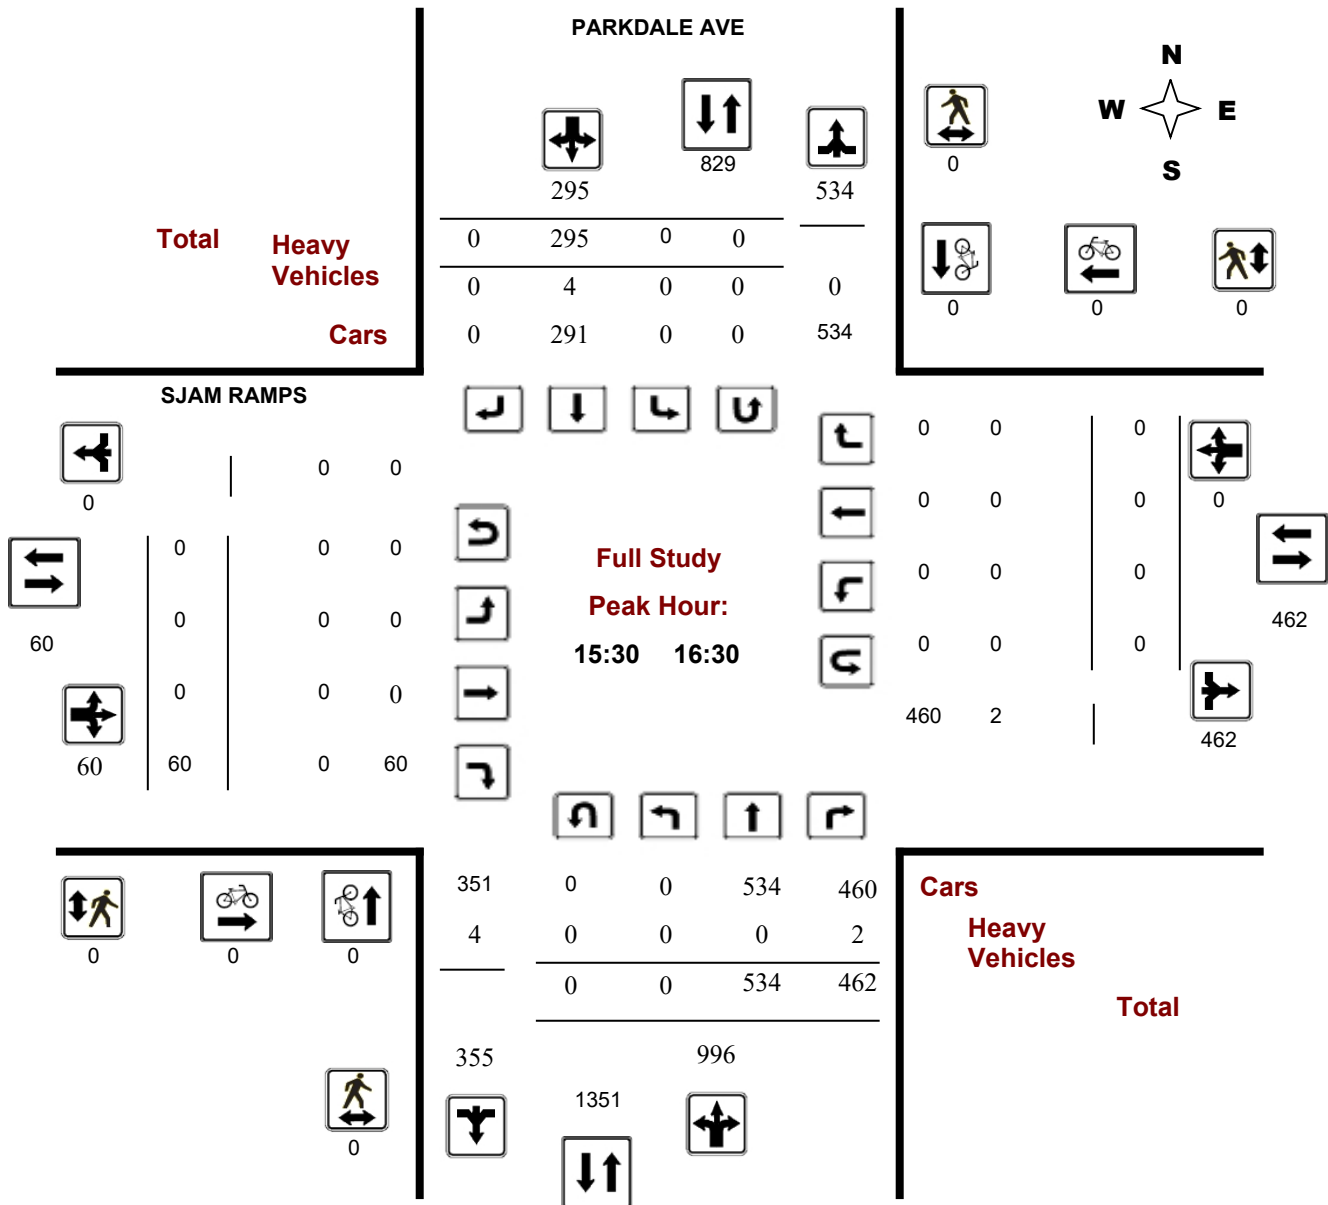 PARKDALE AVE
N
W E
S
829
0
295 534
Total
Heavy
Vehicles
Cars
0 295 0 0
0 4 0 0 0
0 291 0 0 534
0 0 0
SJAM RAMPS
0 0 0
0 0
0
0 0 0
0
0 0 0
Full Study
Peak Hour:
15:30 16:30
0 0 0
0 0 0
462
60
0 0 0
0 0 0
460 2
462
60
60 0 60
351 0 0 534 460
4 0 0 0 2
0 0 534 462
0 0 0
Cars
Heavy
Vehicles
Total
355 996
1351
0